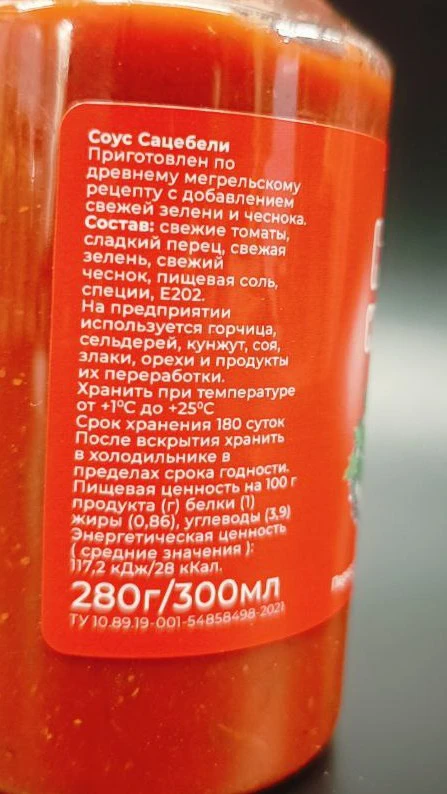 Соус Сацебели
Приготовлен по
древнему мегрельскому
рецепту с добавлением
свежей зелени и чеснока.
Состав: свежие томаты,
сладкий перец, свежая
зелень, свежий
чеснок, пищевая соль,
специи, Е202.
На предприятии
используется горчица,
сельдерей, кунжут, соя,
злаки, орехи и продукты
их переработки.
Хранить при температуре
от +1°С до +25°С
Срок хранения 180 суток
После вскрытия хранить
в холодильнике в
пределах срока годности.
Пищевая ценность на 100 г
продукта (г) белки (1)
жиры (0,86), углеводы (3,9)
Энергетическая ценность
( средние значения ):
117,2 кДж/28 кКал.
280г/300мл
ТУ 10.89.19-001-54858498-2021